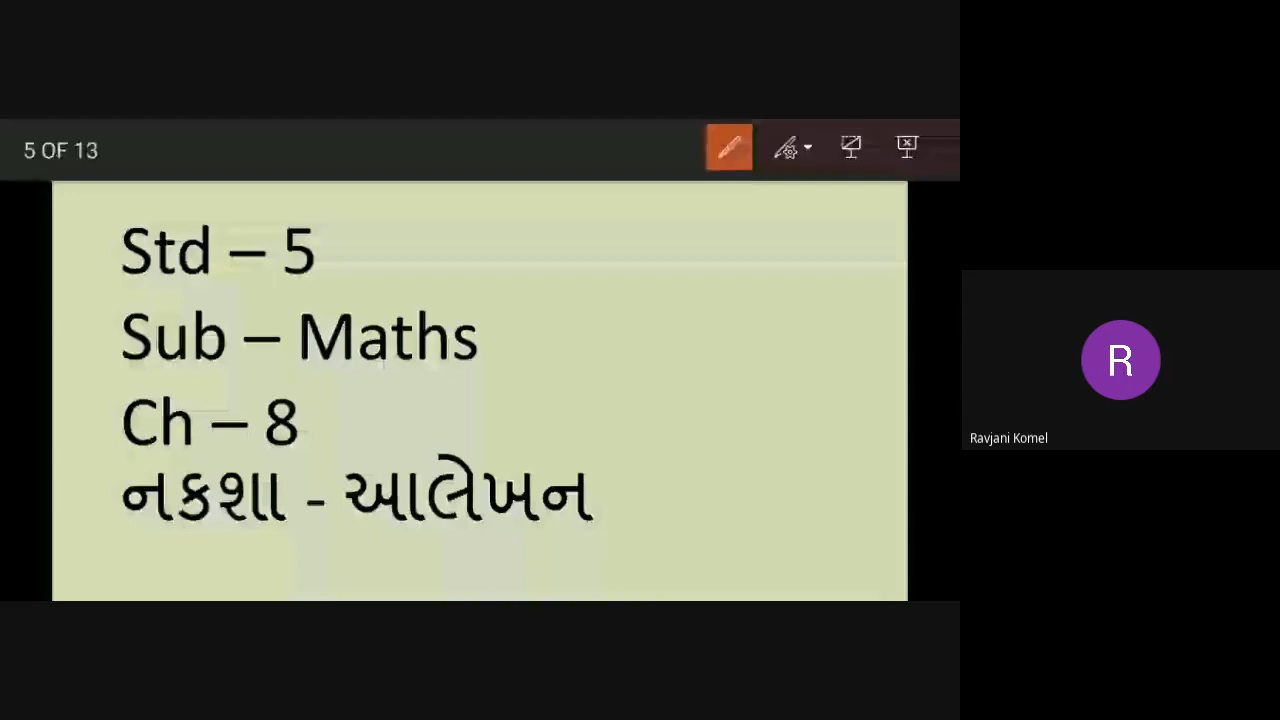 5 OF 13
Std – 5
Sub – Maths
Ch – 8
નકશા - આલેખન
R
Ravjani Komel